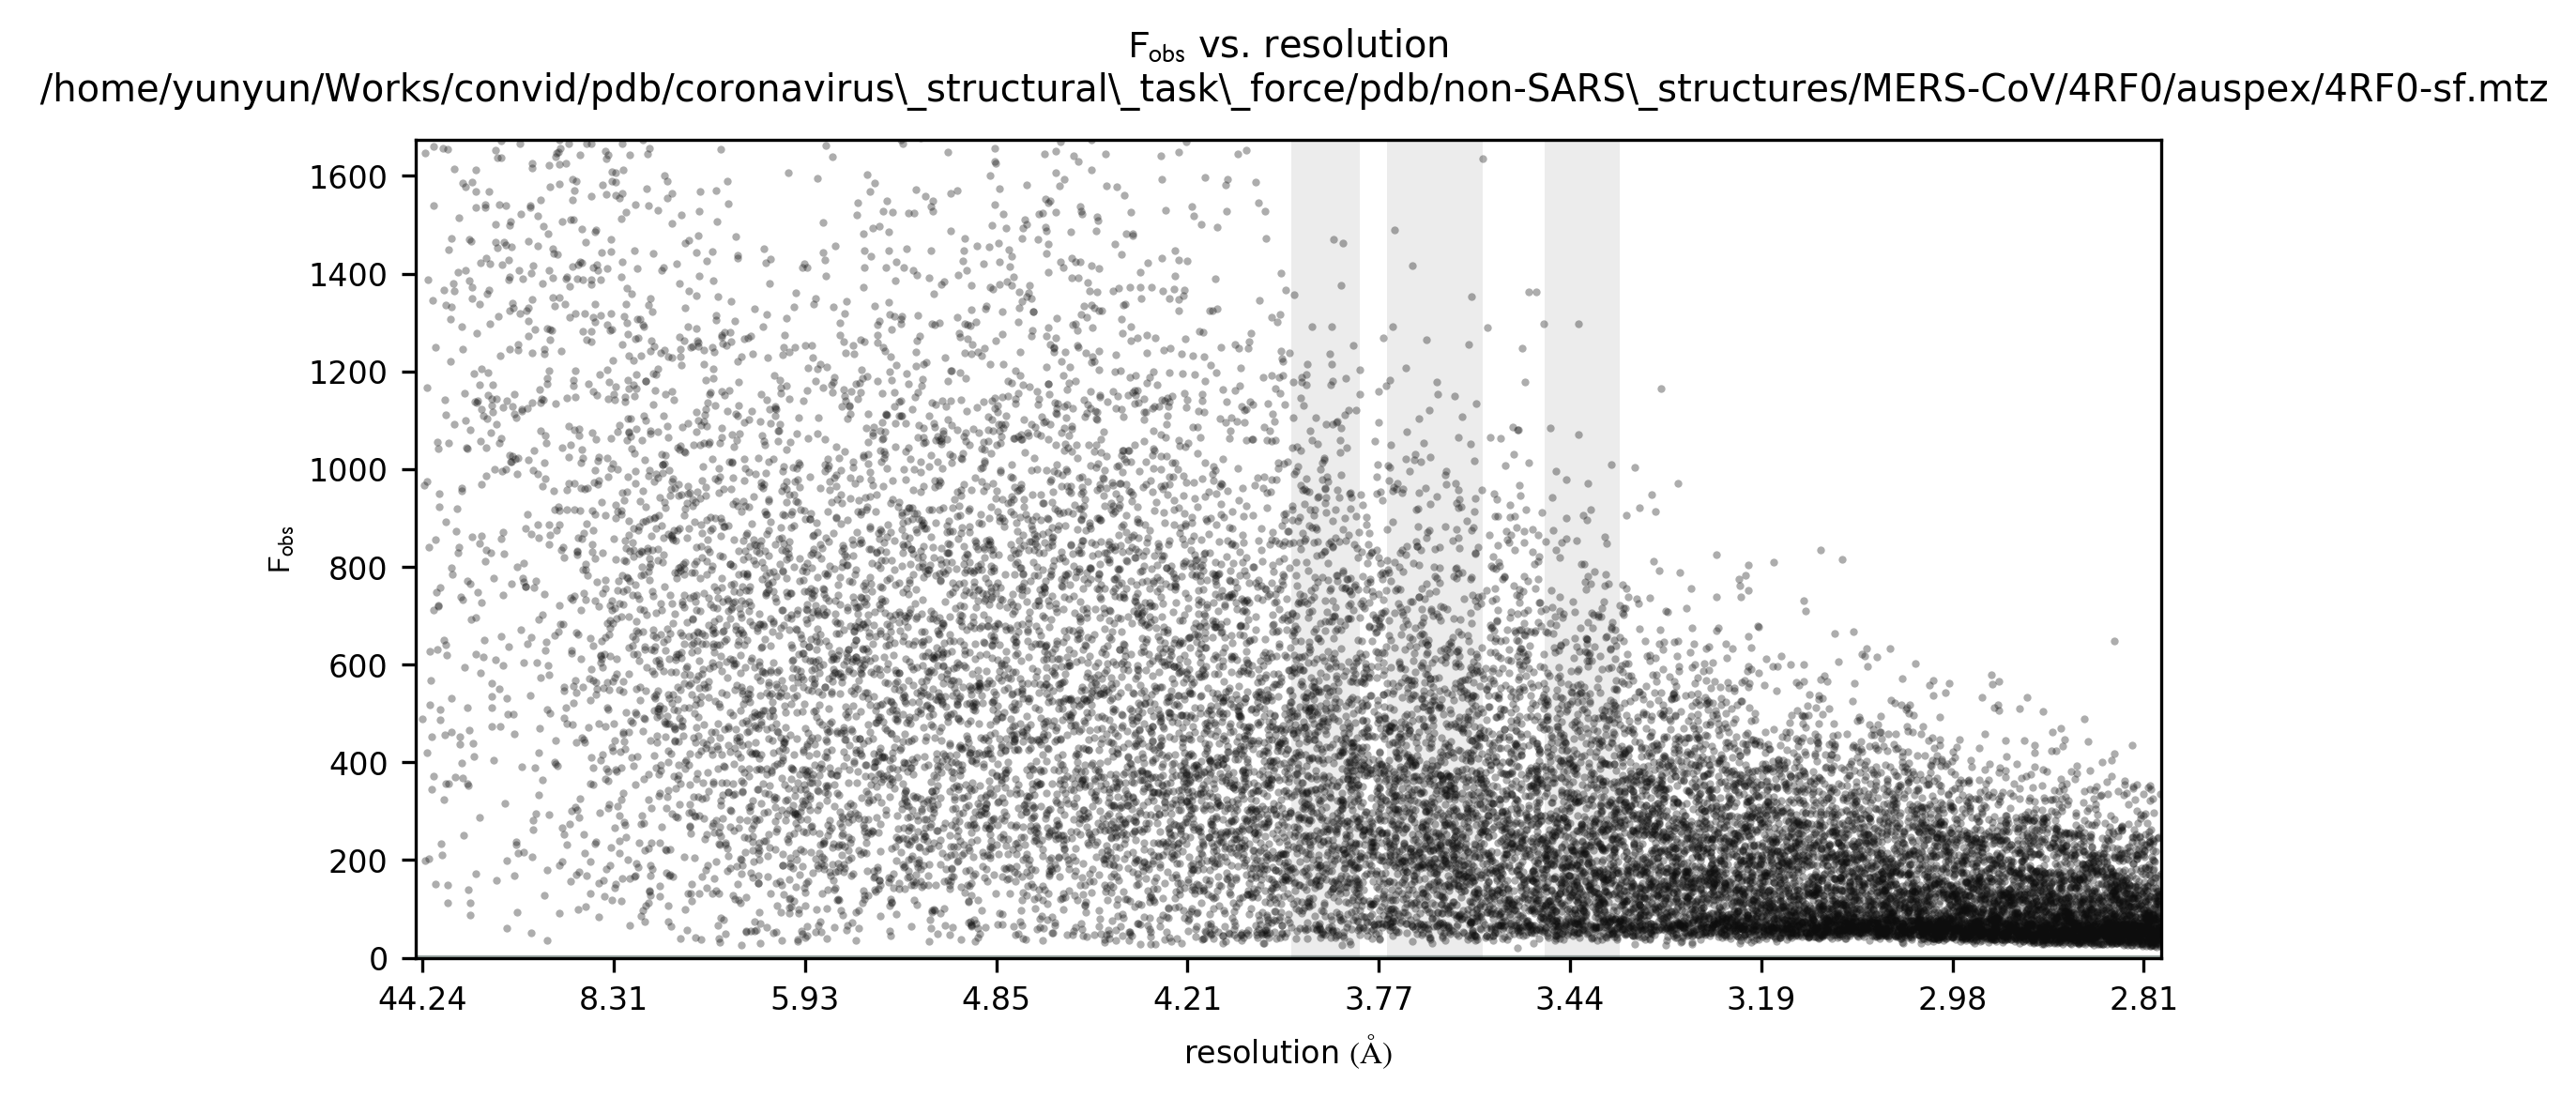 Fobs vs. resolution
/home/yunyun/Works/convid/pdb/coronavirus\_structural\_task\_force/pdb/non-SARS\_structures/MERS-CoV/4RF0/auspex/4RF0-sf.mtz
1600
1400
1200
1000
800
600
400
200
0
Fobs
44.24 8.31 5.93 4.85 4.21 3.77 3.44 3.19 2.98 2.81
resolution (Å)